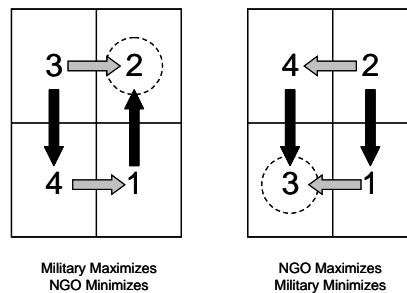 3 2 4 2
4 1 3 1
Military Maximizes
NGO Minimizes
NGO Maximizes
Military Minimizes